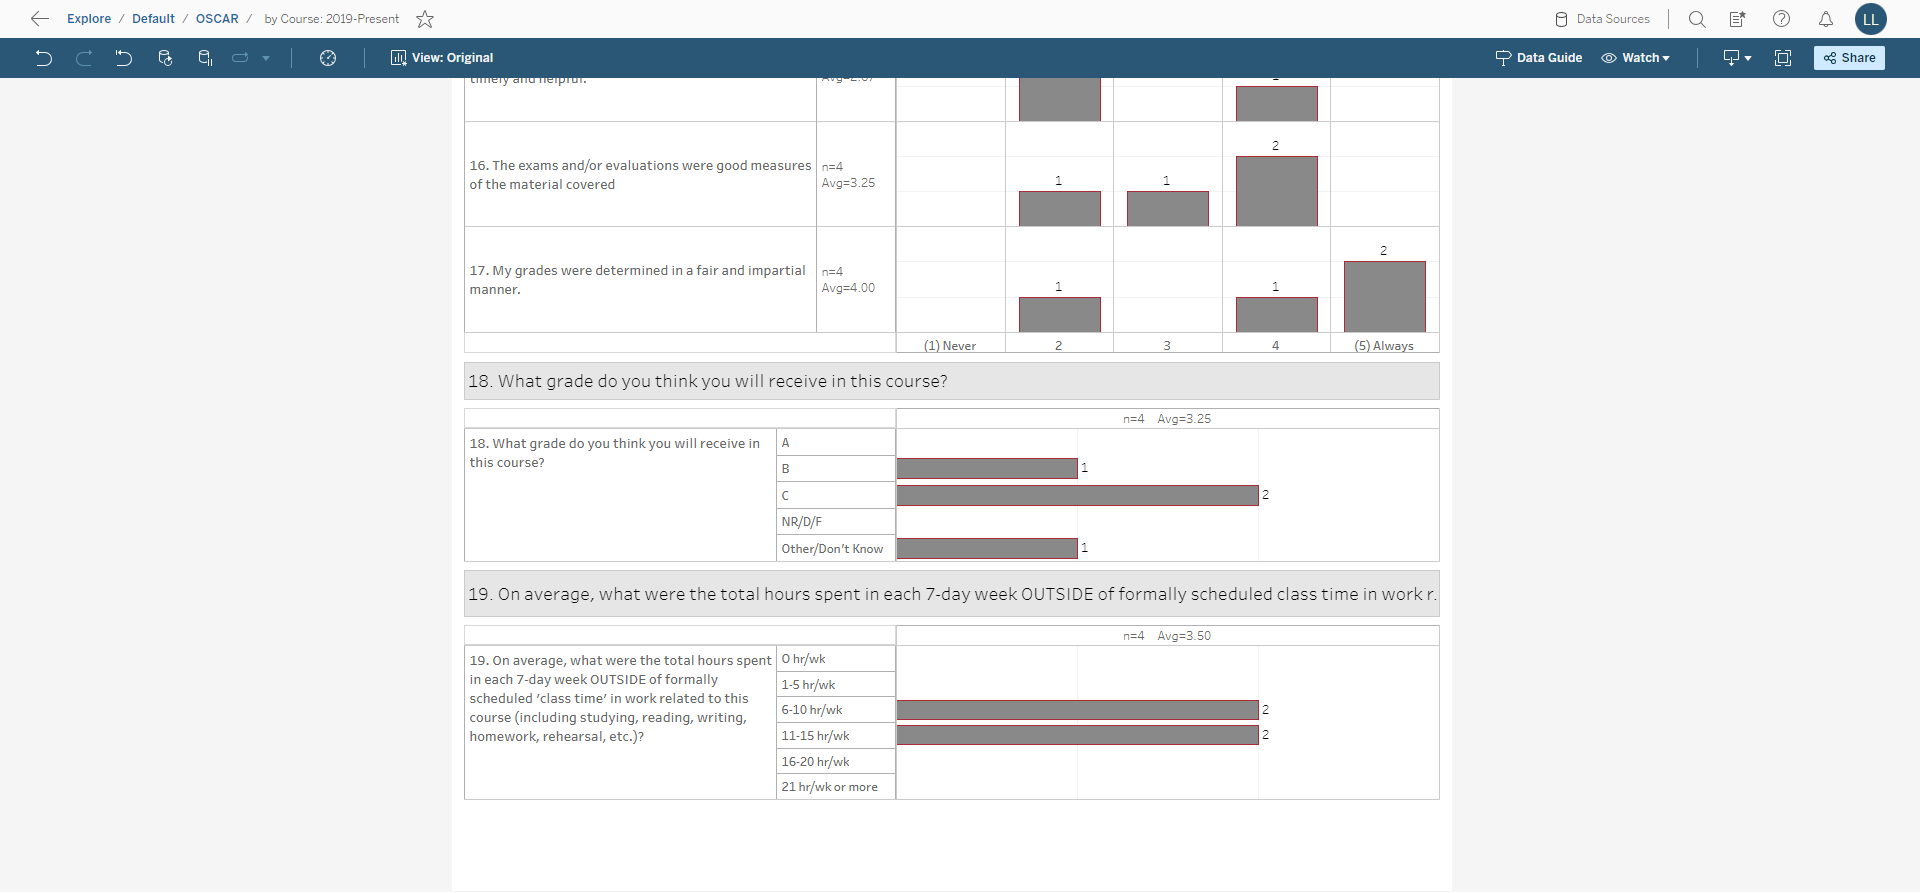 Explore / Default / OSCAR / by Course: 2019-Present
Data Sources
LL
View: Original
Data Guide
Watch
Share
timely and helpful.
16. The exams and/or evaluations were good measures
of the material covered
n=4
Avg=3.25
1
1
2
17. My grades were determined in a fair and impartial
manner.
n=4
Avg=4.00
1
1
2
(1) Never
2
3
4
(5) Always
18. What grade do you think you will receive in this course?
n=4 Avg=3.25
18. What grade do you think you will receive in
this course?
A
B
1
C
2
NR/D/F
Other/Don't Know
1
19. On average, what were the total hours spent in each 7-day week OUTSIDE of formally scheduled class time in work r.
n=4 Avg=3.50
19. On average, what were the total hours spent
in each 7-day week OUTSIDE of formally
scheduled 'class time' in work related to this
course (including studying, reading, writing,
homework, rehearsal, etc.)?
0 hr/wk
1-5 hr/wk
6-10 hr/wk
2
11-15 hr/wk
2
16-20 hr/wk
21 hr/wk or more